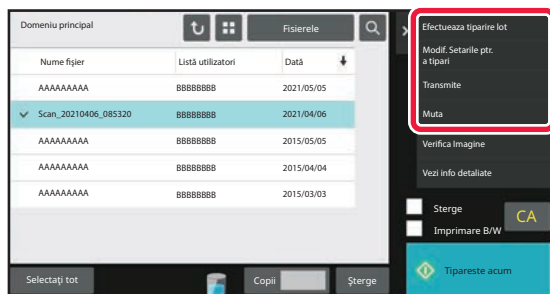 Domeniu principal
Fisierele
Nume fișier Listă utilizatori Dată
AAAAAAAAA BBBBBBBB 2021/05/05
Scan_20210406_085320 BBBBBBBB 2021/04/06
AAAAAAAAA BBBBBBBB 2015/05/05
AAAAAAAAA BBBBBBBB 2015/04/04
AAAAAAAAA BBBBBBBB 2015/03/03
Selectați tot
Copii
Șterge
Efectueaza tiparire lot
Modif. Setarile ptr.
a tipari
Transmite
Muta
Verifica Imagine
Vezi info detaliate
Sterge
Imprimare B/W
CA
Tipareste acum